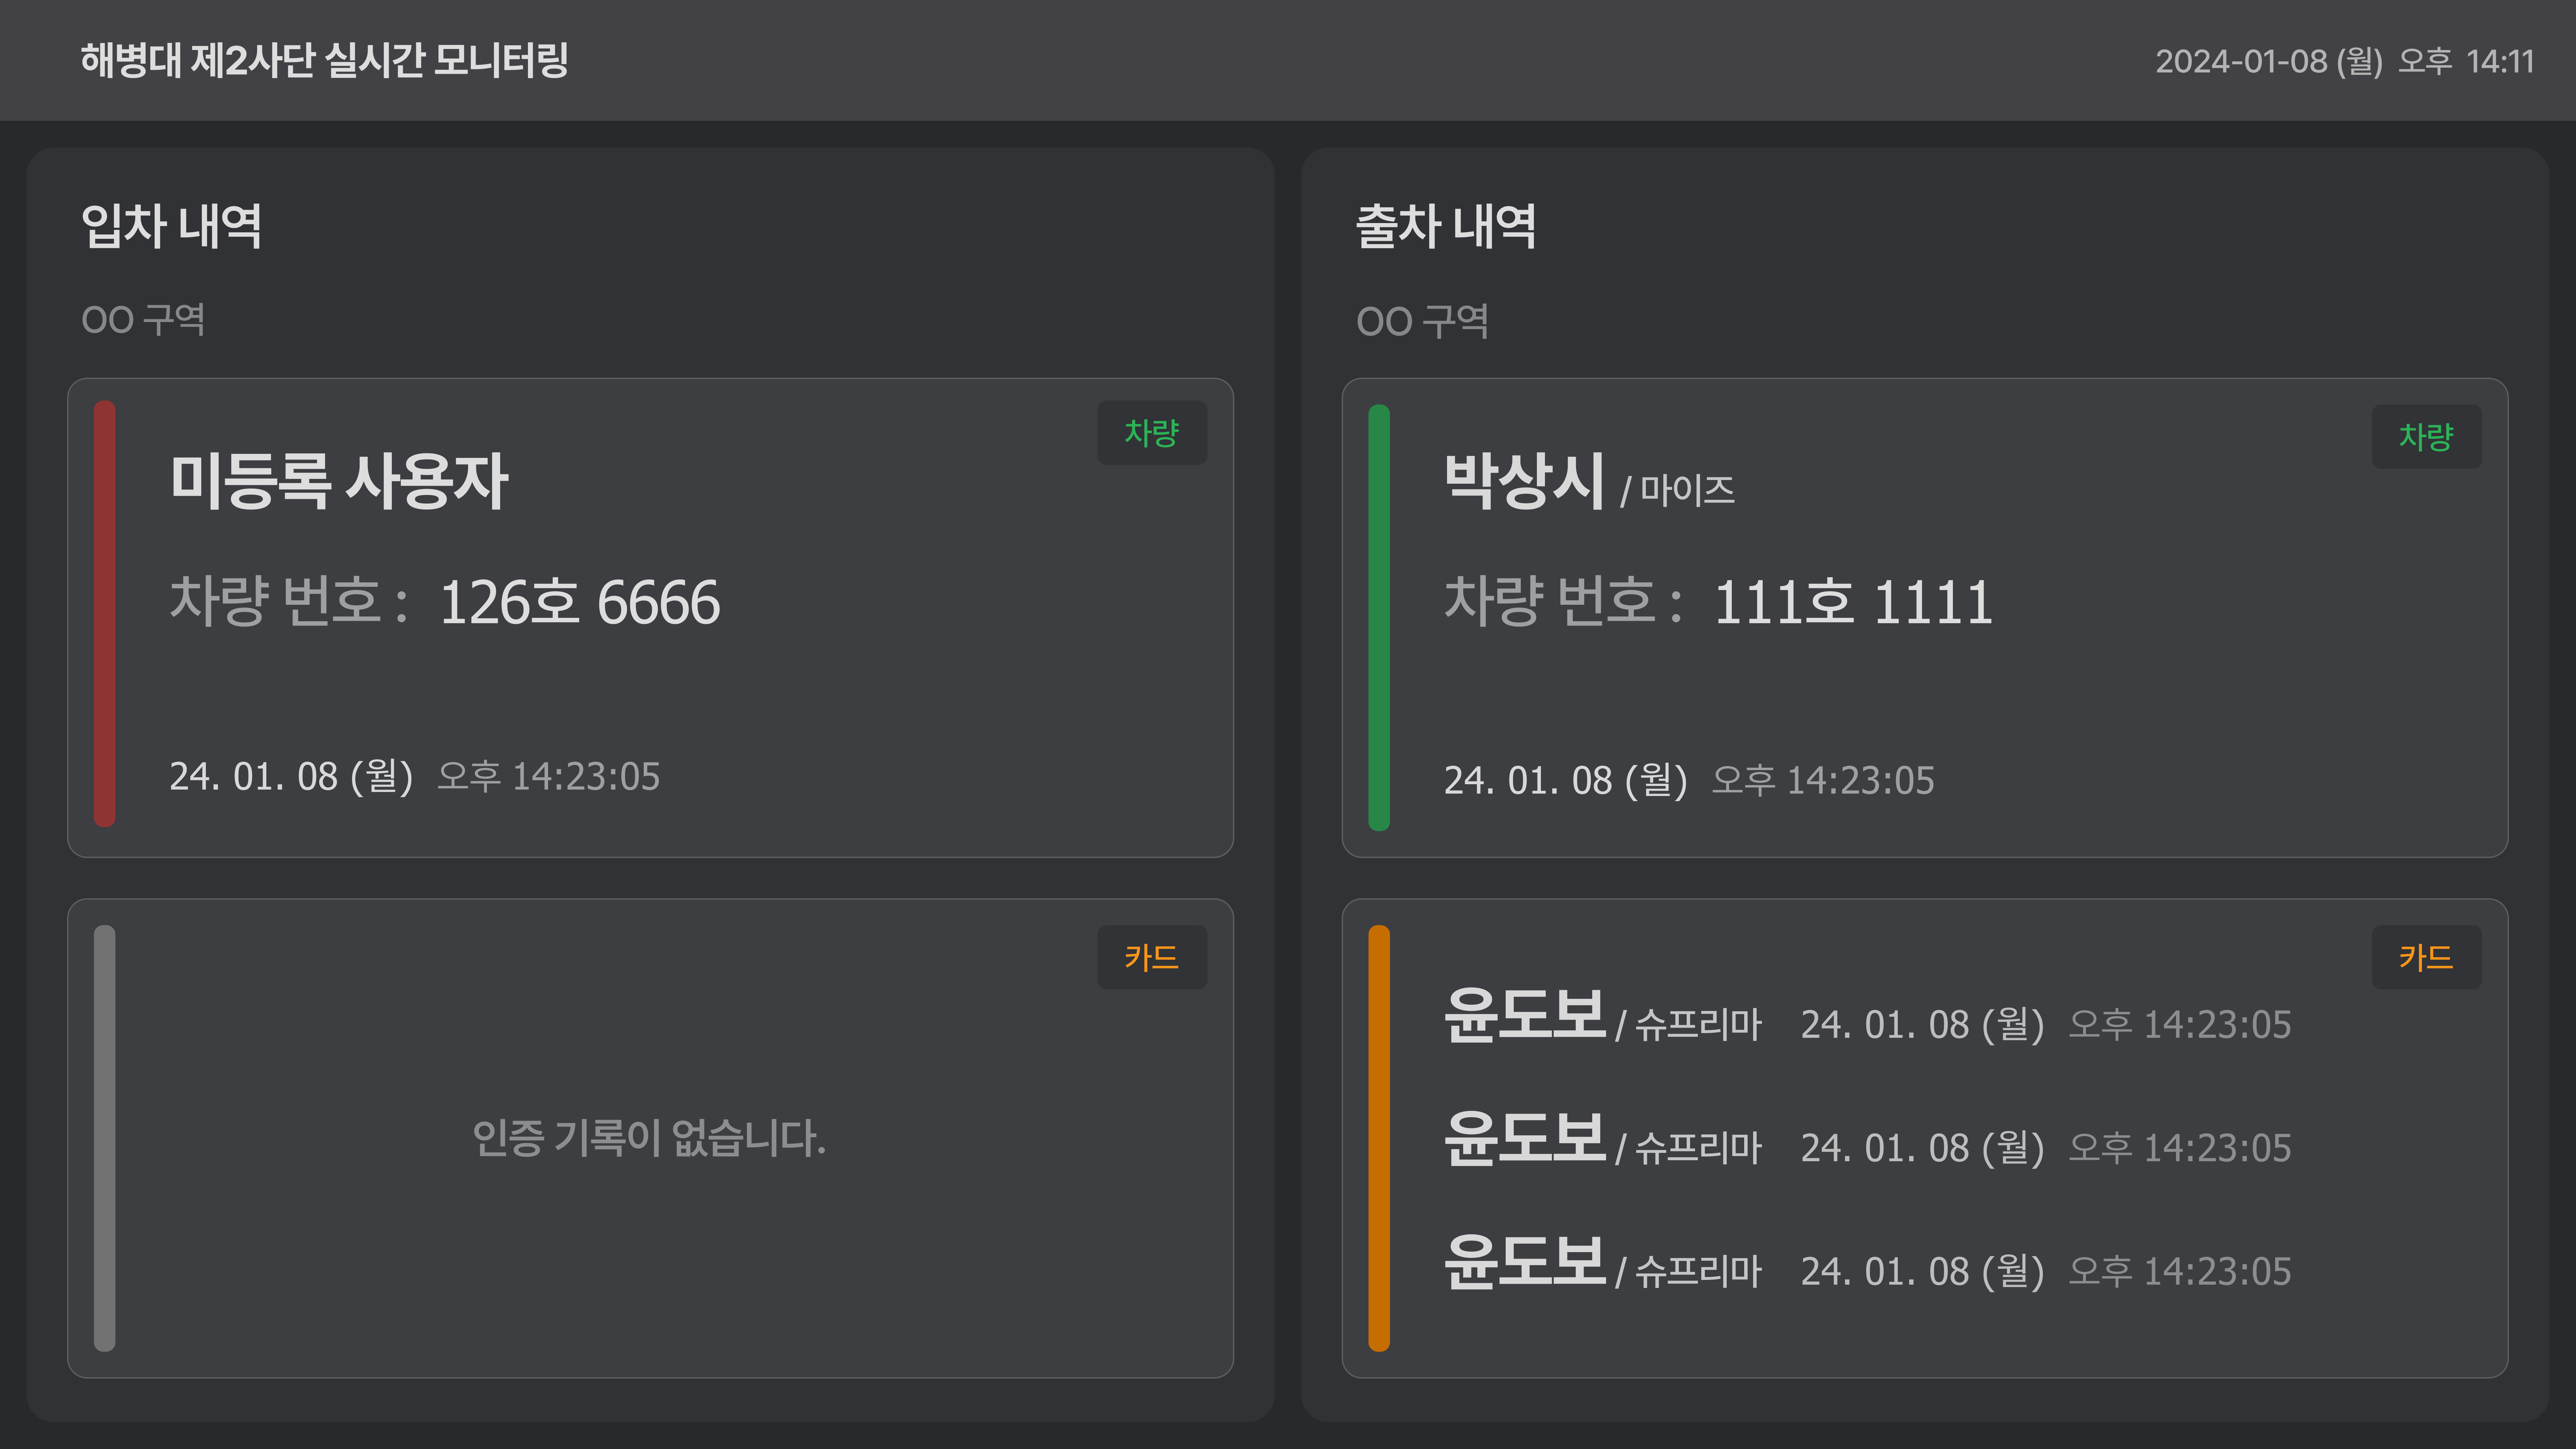 해병대 제2사단 실시간 모니터링
2024-01-08 (월) 오후 14:11
입차 내역
OO 구역
차량
미등록 사용자
차량 번호 : 126호 6666
24. 01. 08 (월) 오후 14:23:05
카드
인증 기록이 없습니다.
출차 내역
OO 구역
차량
박상시 / 마이즈
차량 번호 : 111호 1111
24. 01. 08 (월) 오후 14:23:05
카드
윤도보 / 슈프리마 24. 01. 08 (월) 오후 14:23:05
윤도보 / 슈프리마 24. 01. 08 (월) 오후 14:23:05
윤도보 / 슈프리마 24. 01. 08 (월) 오후 14:23:05